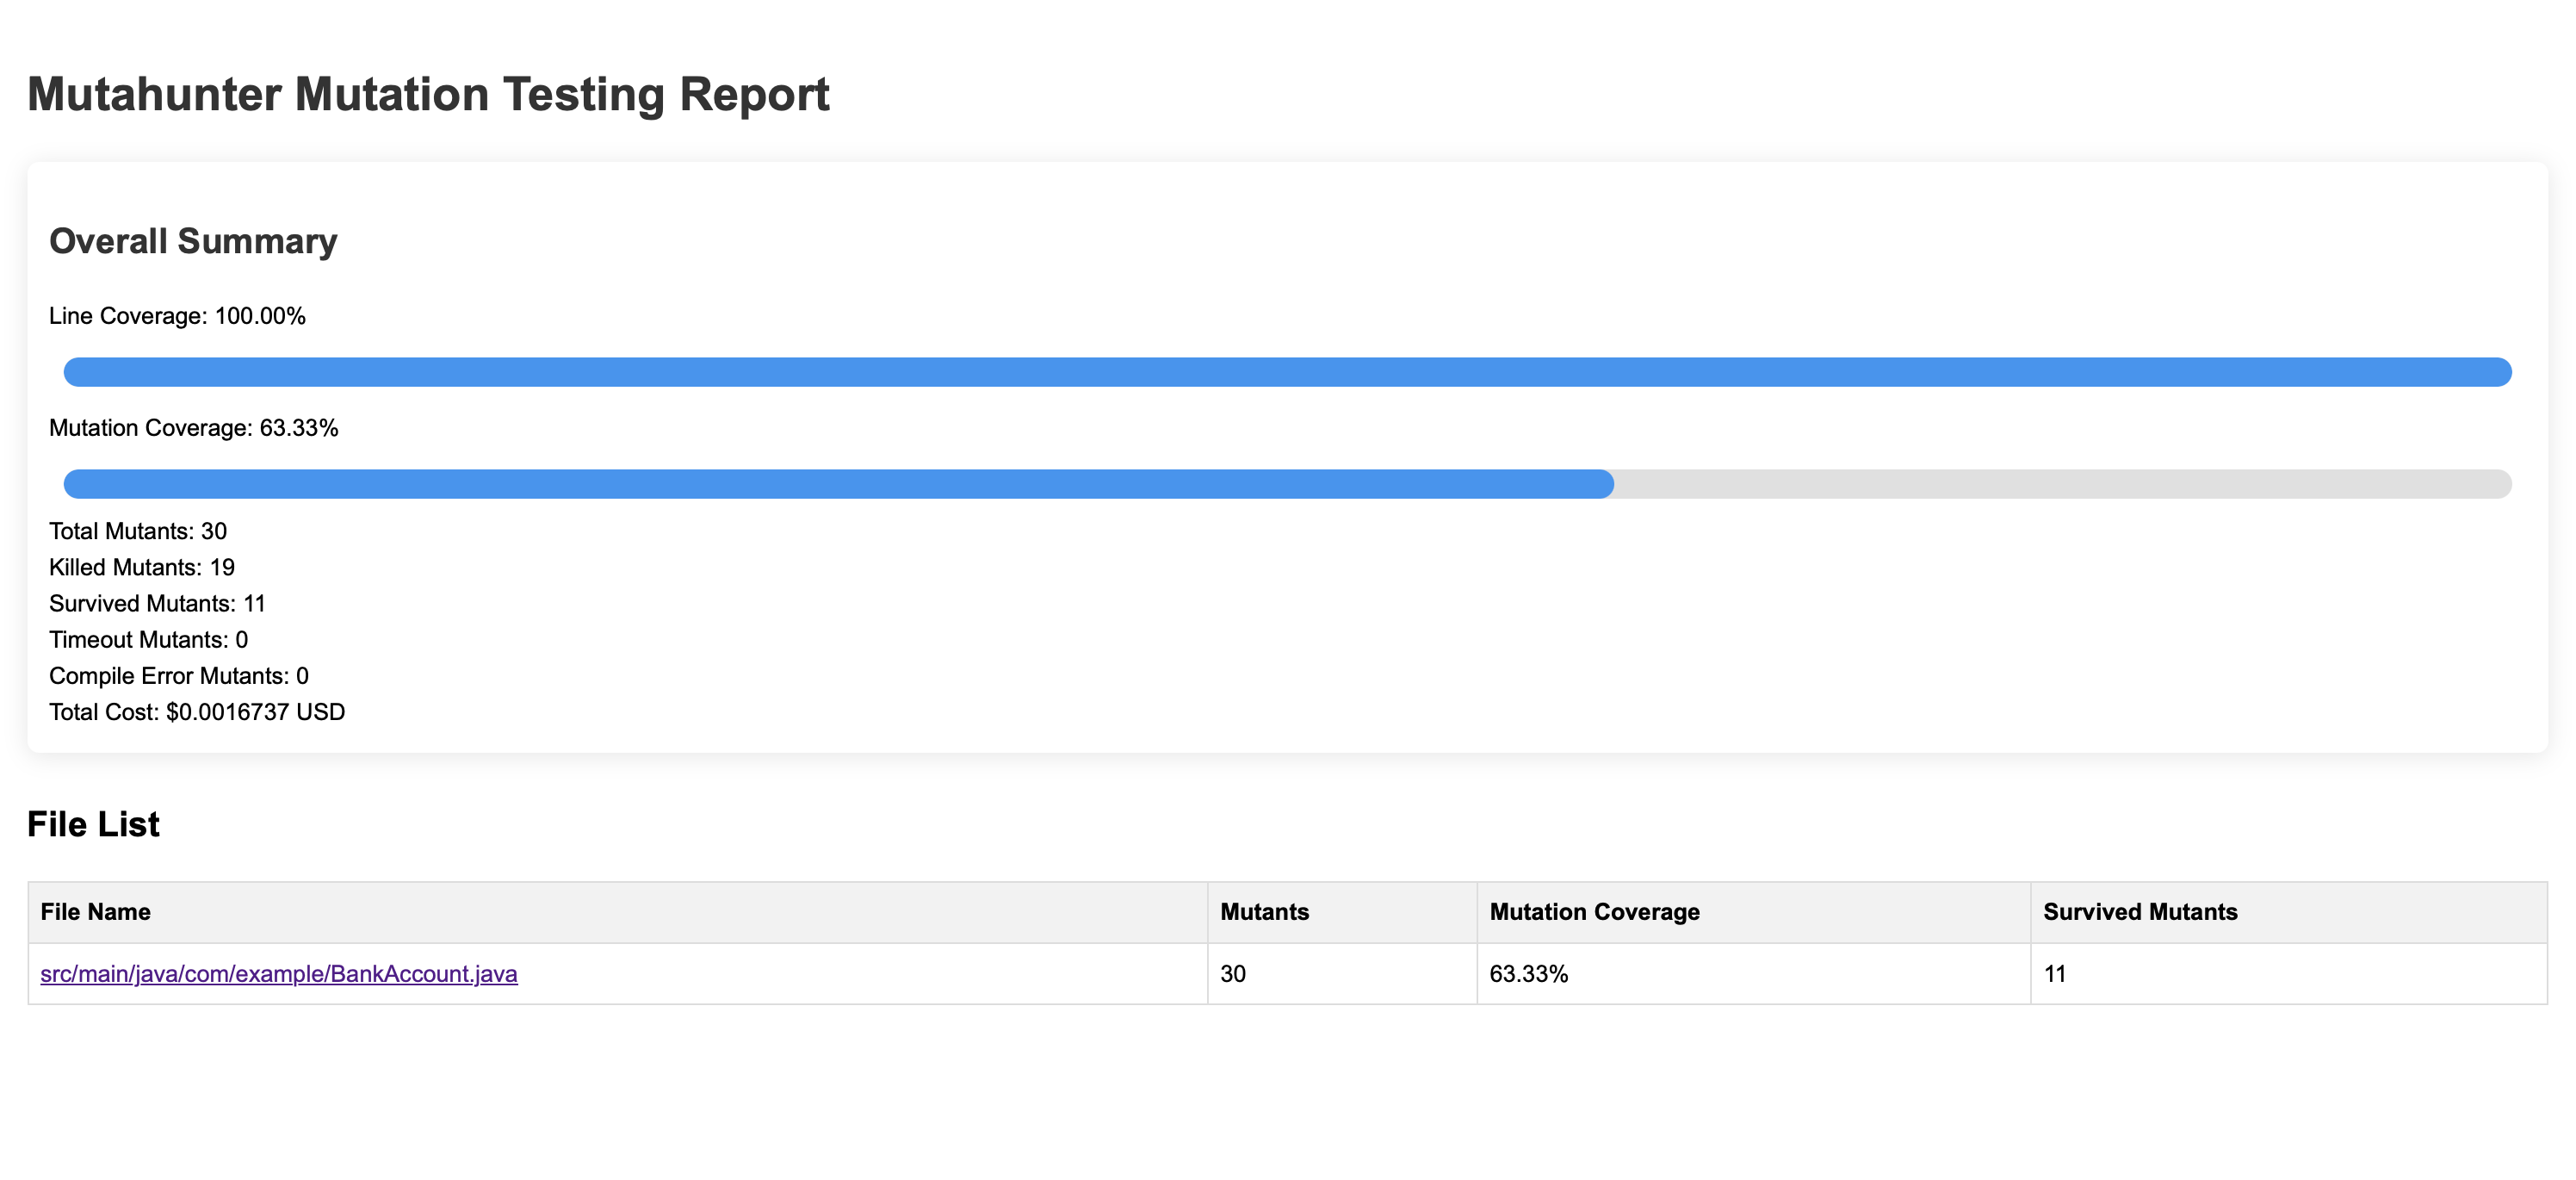 Mutahunter Mutation Testing Report
Overall Summary
Line Coverage: 100.00%
Mutation Coverage: 63.33%
Total Mutants: 30
Killed Mutants: 19
Survived Mutants: 11
Timeout Mutants: 0
Compile Error Mutants: 0
Total Cost: $0.0016737 USD
File List
File Name Mutants Mutation Coverage Survived Mutants
src/main/java/com/example/BankAccount.java 30 63.33% 11